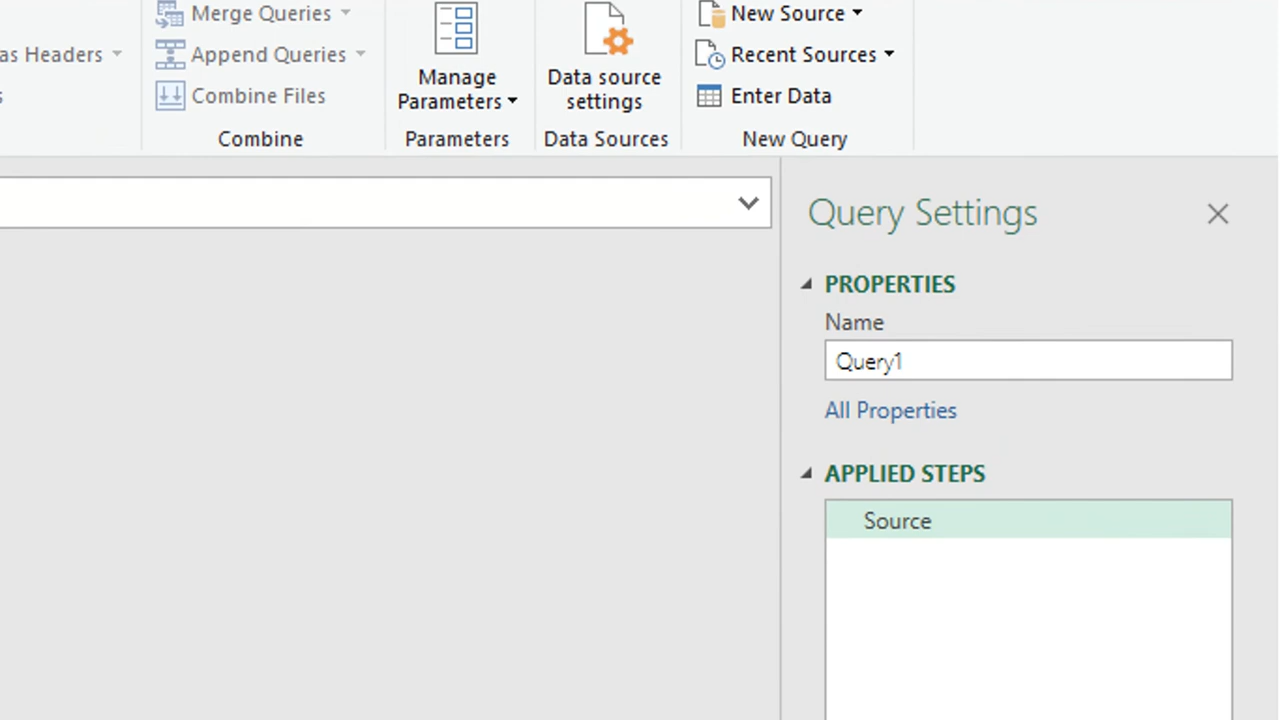 Merge Queries
New Source
as Headers
Append Queries
Recent Sources
s
Combine Files
Manage
Parameters
Data source
settings
Enter Data
Combine
Parameters
Data Sources
New Query
Query Settings
PROPERTIES
Name
Query1
All Properties
APPLIED STEPS
Source